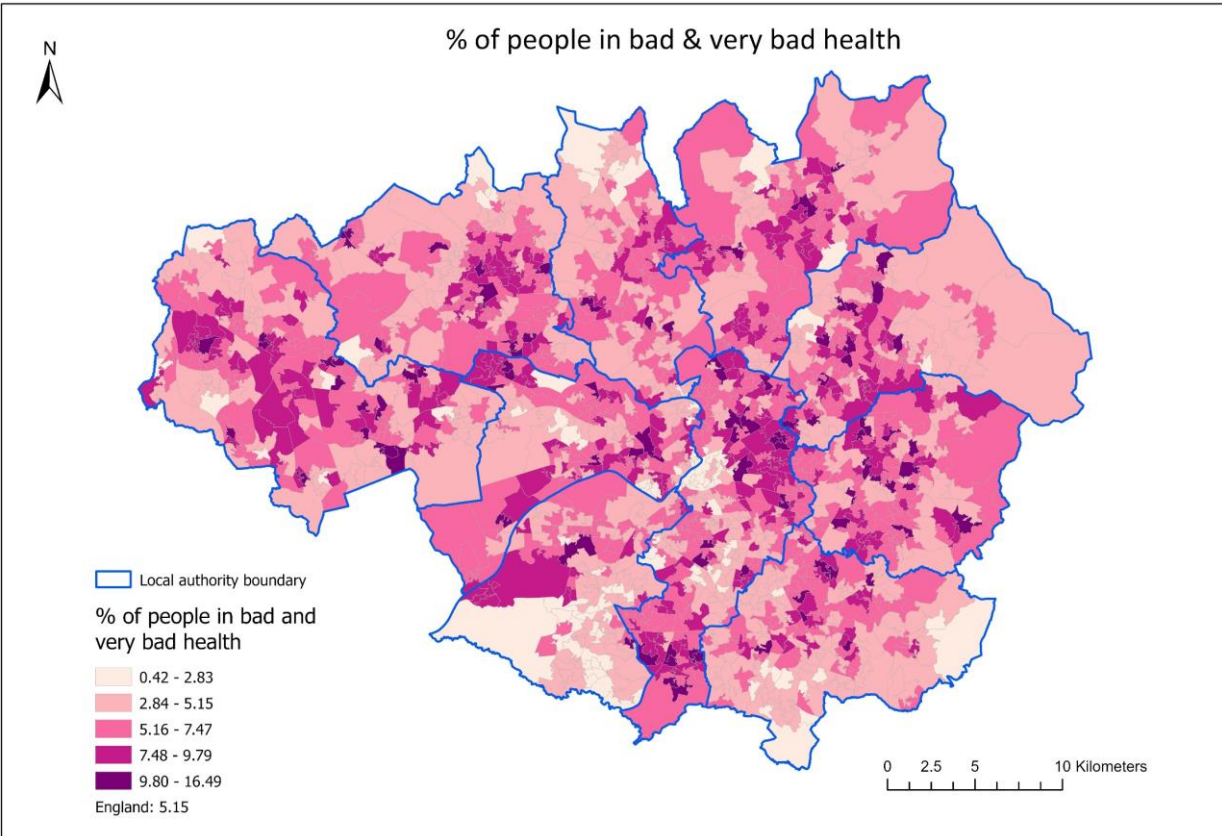 % of people in bad & very bad health
N
Local authority boundary
% of people in bad and
very bad health
0.42 - 2.83
2.84 - 5.15
5.16 - 7.47
7.48 - 9.79
9.80 - 16.49
England: 5.15
0 2.5 5 10 Kilometers